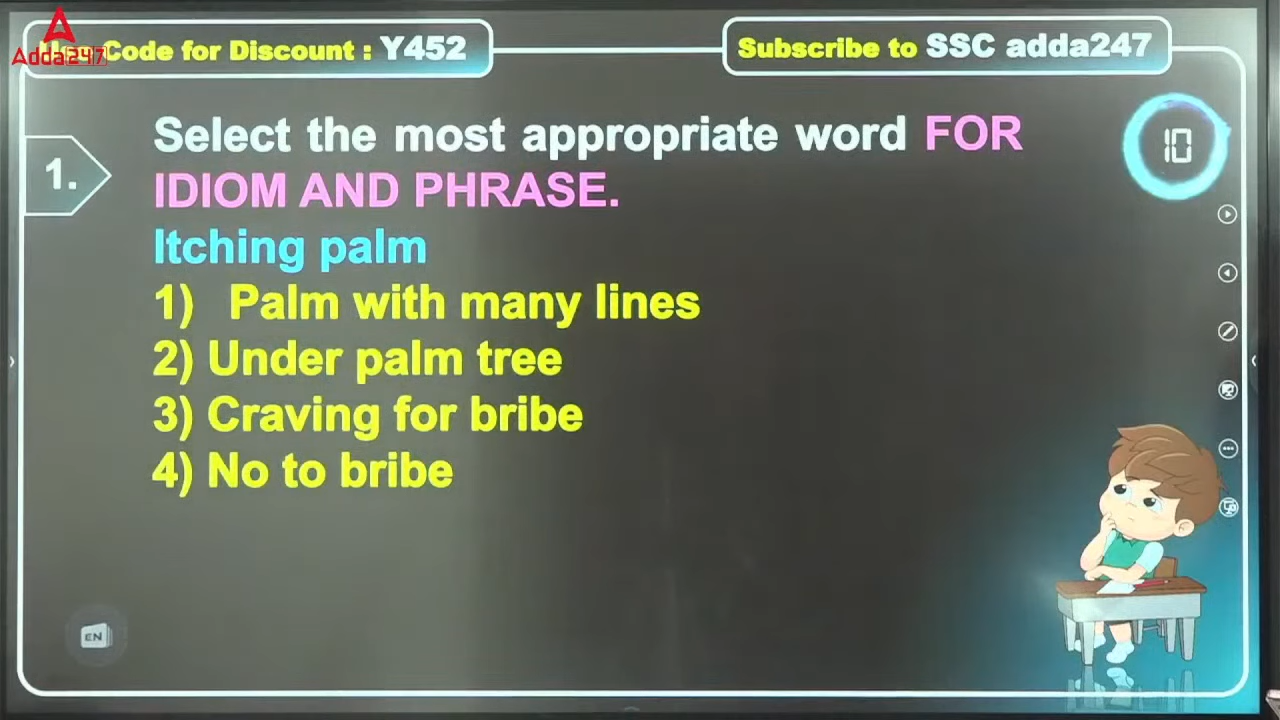 Adda247
Code for Discount : Y452
Subscribe to SSC adda247
10
1.
Select the most appropriate word FOR
IDIOM AND PHRASE.
Itching palm
1) Palm with many lines
2) Under palm tree
3) Craving for bribe
4) No to bribe
EN